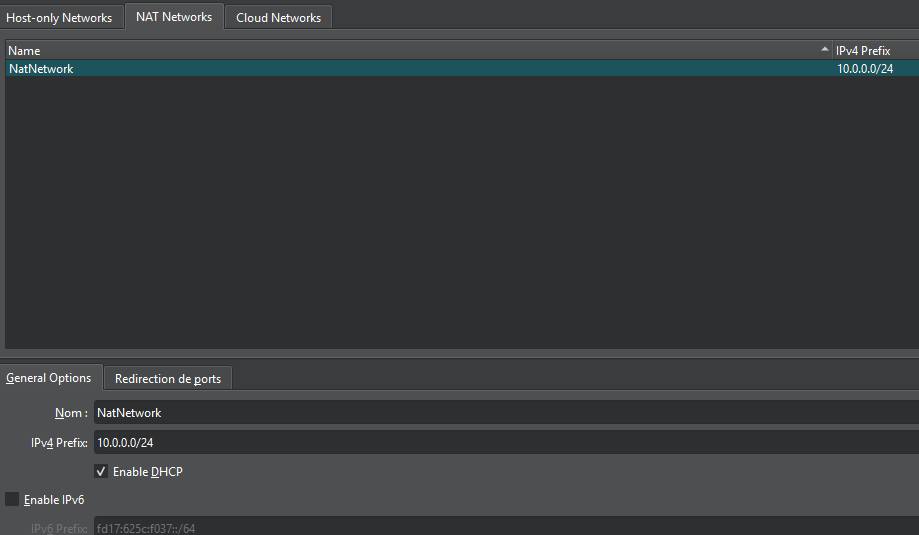 Host-only Networks NAT Networks Cloud Networks
Name IPv4 Prefix
NatNetwork 10.0.0.0/24
General Options Redirection de ports
Nom : NatNetwork
IPv4 Prefix: 10.0.0.0/24
Enable DHCP
Enable IPv6
IPv6 Prefix: fd17:625c:f037::/64